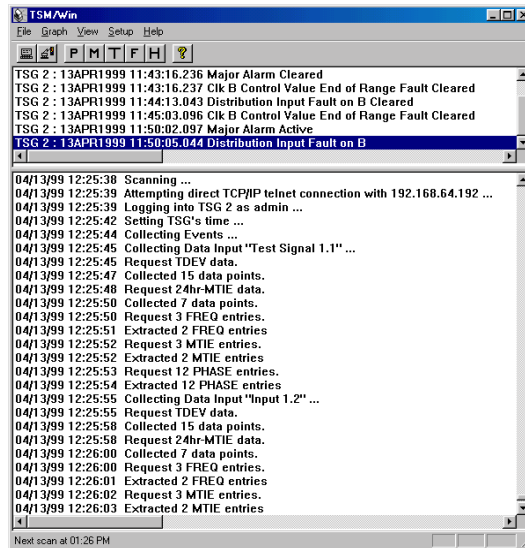 TSM/Win
File Graph View Setup Help
P M T F H ?
TSG 2 : 13APR1999 11:43:16.236 Major Alarm Cleared
TSG 2 : 13APR1999 11:43:16.237 Clk B Control Value End of Range Fault Cleared
TSG 2 : 13APR1999 11:44:13.043 Distribution Input Fault on B Cleared
TSG 2 : 13APR1999 11:45:03.096 Clk B Control Value End of Range Fault Cleared
TSG 2 : 13APR1999 11:50:02.097 Major Alarm Active
TSG 2 : 13APR1999 11:50:05.044 Distribution Input Fault on B
04/13/99 12:25:38 Scanning ...
04/13/99 12:25:39 Attempting direct TCP/IP telnet connection with 192.168.64.192 ...
04/13/99 12:25:39 Logging into TSG 2 as admin ...
04/13/99 12:25:42 Setting TSG's time ...
04/13/99 12:25:44 Collecting Events ...
04/13/99 12:25:45 Collecting Data Input "Test Signal 1.1" ...
04/13/99 12:25:45 Request TDEV data.
04/13/99 12:25:47 Collected 15 data points.
04/13/99 12:25:48 Request 24hr-MTIE data.
04/13/99 12:25:50 Collected 7 data points.
04/13/99 12:25:50 Request 3 FREQ entries.
04/13/99 12:25:51 Extracted 2 FREQ entries
04/13/99 12:25:52 Request 3 MTIE entries.
04/13/99 12:25:52 Extracted 2 MTIE entries
04/13/99 12:25:53 Request 12 PHASE entries.
04/13/99 12:25:54 Extracted 12 PHASE entries
04/13/99 12:25:55 Collecting Data Input "Input 1.2" ...
04/13/99 12:25:55 Request TDEV data.
04/13/99 12:25:58 Collected 15 data points.
04/13/99 12:25:58 Request 24hr-MTIE data.
04/13/99 12:26:00 Collected 7 data points.
04/13/99 12:26:00 Request 3 FREQ entries.
04/13/99 12:26:01 Extracted 2 FREQ entries
04/13/99 12:26:02 Request 3 MTIE entries.
04/13/99 12:26:03 Extracted 2 MTIE entries
Next scan at 01:26 PM